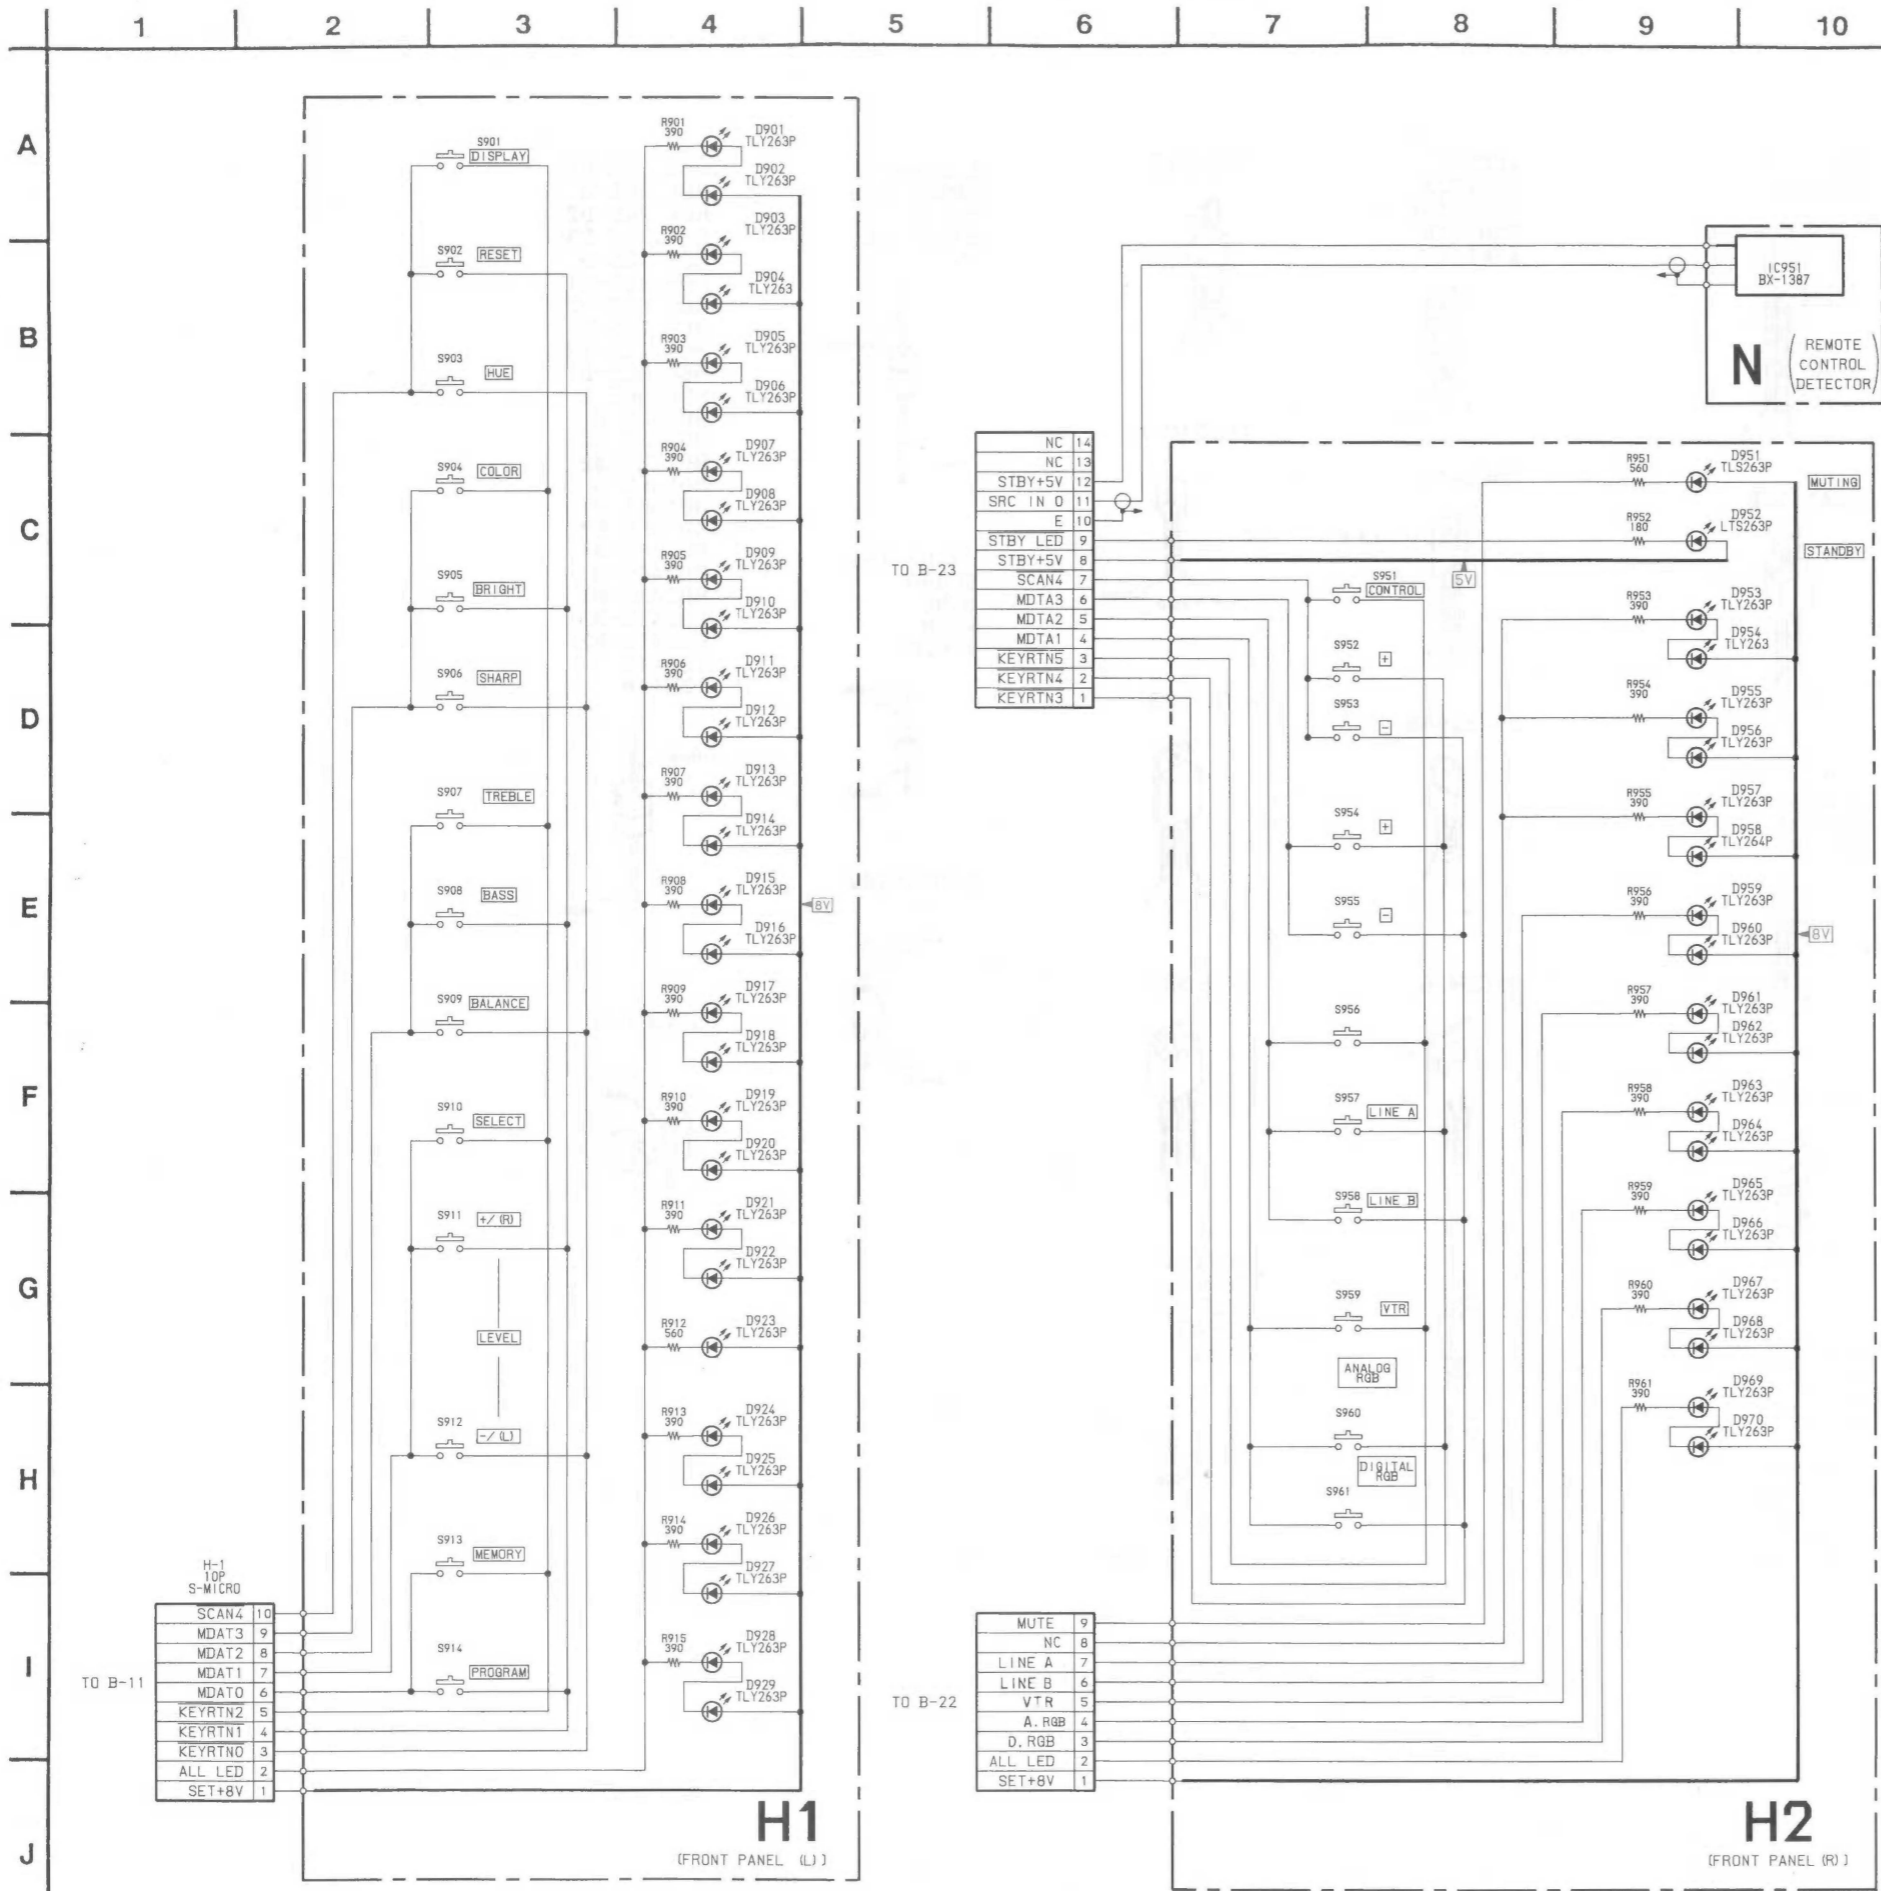 1 2 3 4 5 6 7 8 9 10
A
B
C
D
E
F
G
H
I
J
S901
DISPLAY
S902 RESET
S903
HUE
S904 COLOR
S905
BRIGHT
S906 SHARP
S907
TREBLE
S908
BASS
S909 BALANCE
S910
SELECT
S911 +/(R)
LEVEL
S912
-/(L)
S913
MEMORY
S914
PROGRAM
R901
390
D901
TLY263P
D902
TLY263P
R902
390
D903
TLY263P
D904
TLY263
R903
390
D905
TLY263P
D906
TLY263P
R904
390
D907
TLY263P
D908
TLY263P
R905
390
D909
TLY263P
D910
TLY263P
R906
390
D911
TLY263P
D912
TLY263P
R907
390
D913
TLY263P
D914
TLY263P
R908
390
D915
TLY263P
D916
TLY263P
8V
R909
390
D917
TLY263P
D918
TLY263P
R910
390
D919
TLY263P
D920
TLY263P
R911
390
D921
TLY263P
D922
TLY263P
R912
560
D923
TLY263P
R913
390
D924
TLY263P
D925
TLY263P
R914
390
D926
TLY263P
D927
TLY263P
R915
390
D928
TLY263P
D929
TLY263P
H-1
10P
S-MICRO
TO B-11
SCAN4 10
MDAT3 9
MDAT2 8
MDAT1 7
MDAT0 6
KEYRTN2 5
KEYRTN1 4
KEYRTN0 3
ALL LED 2
SET+8V 1
H1
(FRONT PANEL (L))
IC951
BX-1387
N
(REMOTE
CONTROL
DETECTOR)
TO B-23
NC 14
NC 13
STBY+5V 12
SRC IN O 11
E 10
STBY LED 9
STBY+5V 8
SCAN4 7
MDTA3 6
MDTA2 5
MDTA1 4
KEYRTN5 3
KEYRTN4 2
KEYRTN3 1
5V
S951
CONTROL
S952
+
S953
-
S954
+
S955
-
S956
S957
LINE A
S958 LINE B
S959
VTR
ANALOG
RGB
S960
DIGITAL
RGB
S961
R951
560
D951
TLS263P
MUTING
R952
180
D952
LTS263P
STANDBY
R953
390
D953
TLY263P
D954
TLY263
R954
390
D955
TLY263P
D956
TLY263P
R955
390
D957
TLY263P
D958
TLY264P
R956
390
D959
TLY263P
D960
TLY263P
8V
R957
390
D961
TLY263P
D962
TLY263P
R958
390
D963
TLY263P
D964
TLY263P
R959
390
D965
TLY263P
D966
TLY263P
R960
390
D967
TLY263P
D968
TLY263P
R961
390
D969
TLY263P
D970
TLY263P
TO B-22
MUTE 9
NC 8
LINE A 7
LINE B 6
VTR 5
A.RGB 4
D.RGB 3
ALL LED 2
SET+8V 1
H2
(FRONT PANEL (R))